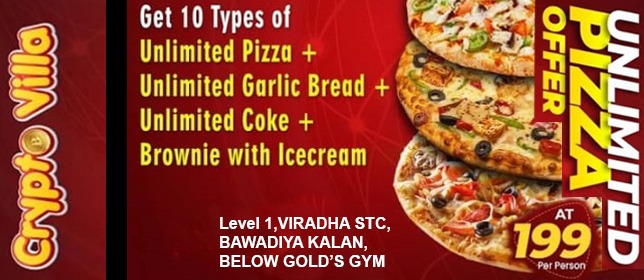 Crypto Villa
Get 10 Types of
Unlimited Pizza +
Unlimited Garlic Bread +
Unlimited Coke +
Brownie with Icecream
Level 1,VIRADHA STC,
BAWADIYA KALAN,
BELOW GOLD'S GYM
UNLIMITED
PIZZA
OFFER
AT
199
Per Person